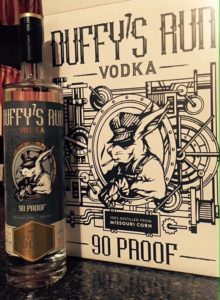 DUFFY'S RUN
VODKA
90 PROOF
DUFFY'S RUN
VODKA
100% DISTILLED FROM
MISSOURI CORN
90 PROOF